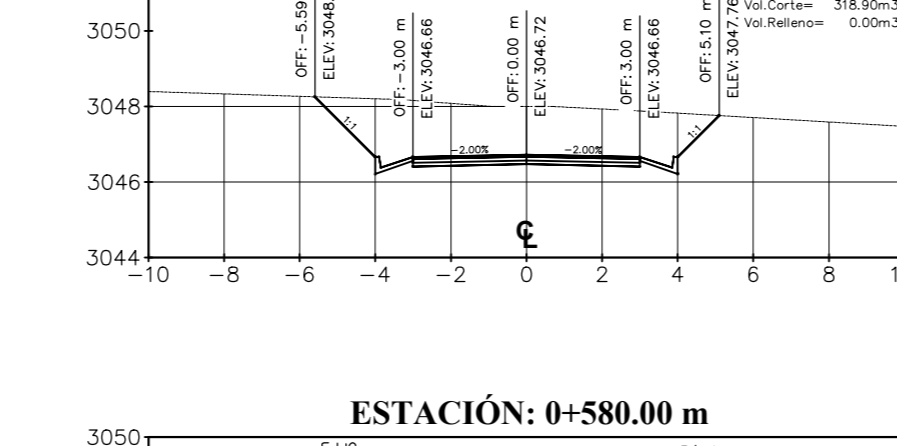 Vol.Corte= 318.90m3
Vol.Relleno= 0.00m3
3050
3048
3046
3044
OFF:-5.59
ELEV:3048.
OFF:-3.00 m
ELEV:3046.66
OFF:0.00 m
ELEV:3046.72
OFF:3.00 m
ELEV:3046.66
OFF:5.10 m
ELEV:3047.76
1:1
-2.00%
-2.00%
1:1
℄
-10 -8 -6 -4 -2 0 2 4 6 8
ESTACIÓN: 0+580.00 m
3050